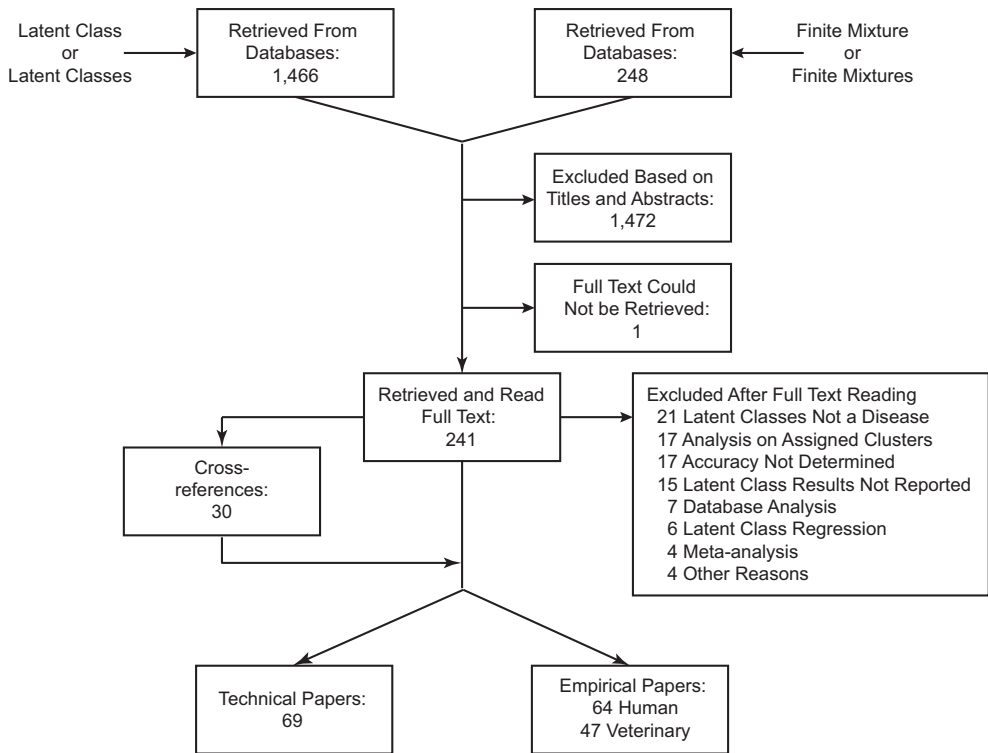 Latent Class
or
Latent Classes
Retrieved From
Databases:
1,466
Retrieved From
Databases:
248
Finite Mixture
or
Finite Mixtures
Excluded Based on
Titles and Abstracts:
1,472
Full Text Could
Not be Retrieved:
1
Retrieved and Read
Full Text:
241
Cross-
references:
30
Excluded After Full Text Reading
21 Latent Classes Not a Disease
17 Analysis on Assigned Clusters
17 Accuracy Not Determined
15 Latent Class Results Not Reported
7 Database Analysis
6 Latent Class Regression
4 Meta-analysis
4 Other Reasons
Technical Papers:
69
Empirical Papers:
64 Human
47 Veterinary